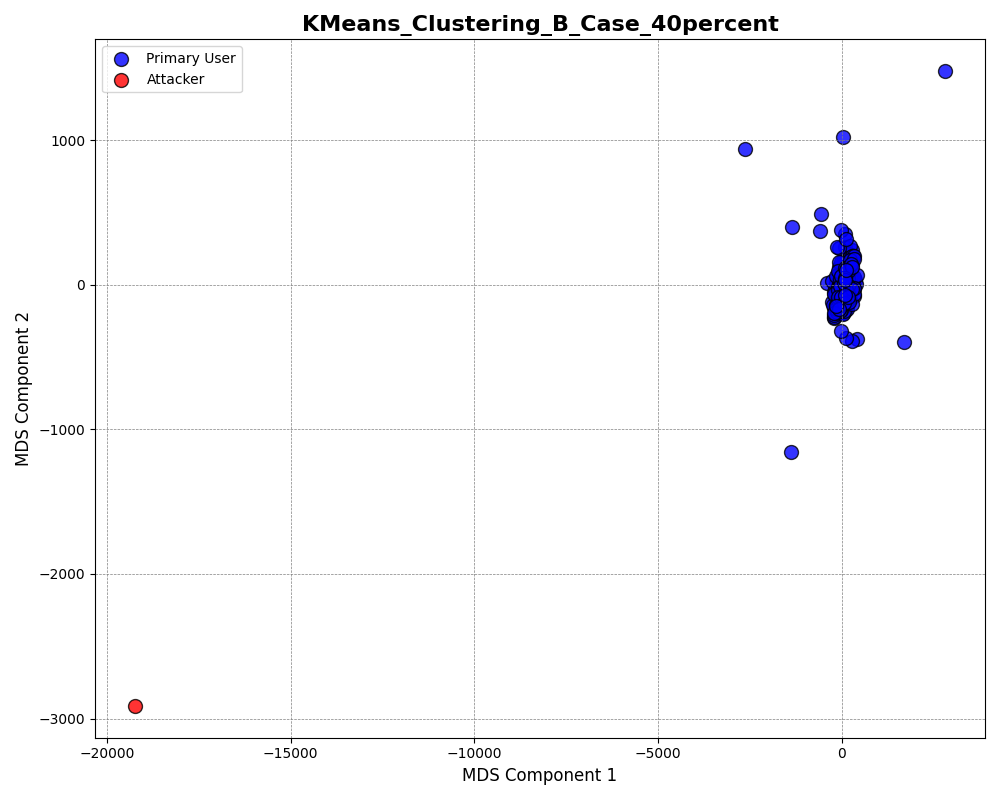 KMeans_Clustering_B_Case_40percent
Primary User
Attacker
1000
0
−1000
−2000
−3000
MDS Component 2
−20000
−15000
−10000
−5000
0
MDS Component 1